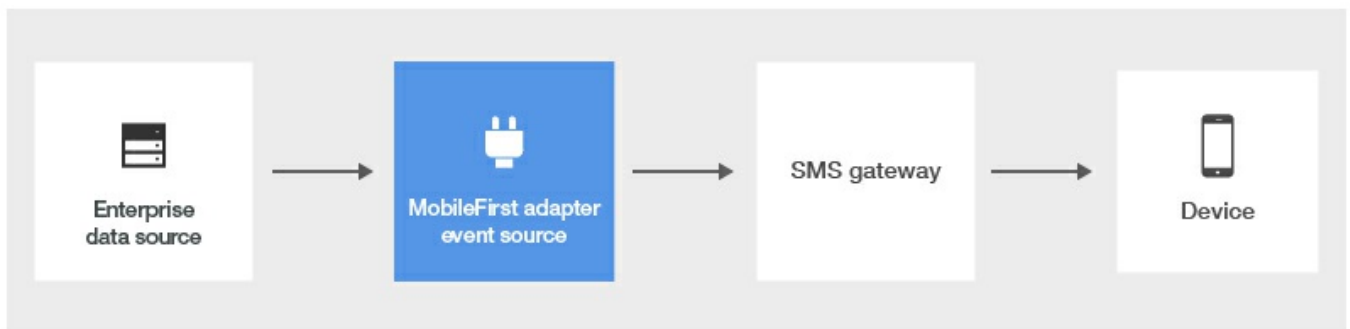 Enterprise
data source
MobileFirst adapter
event source
SMS gateway
Device